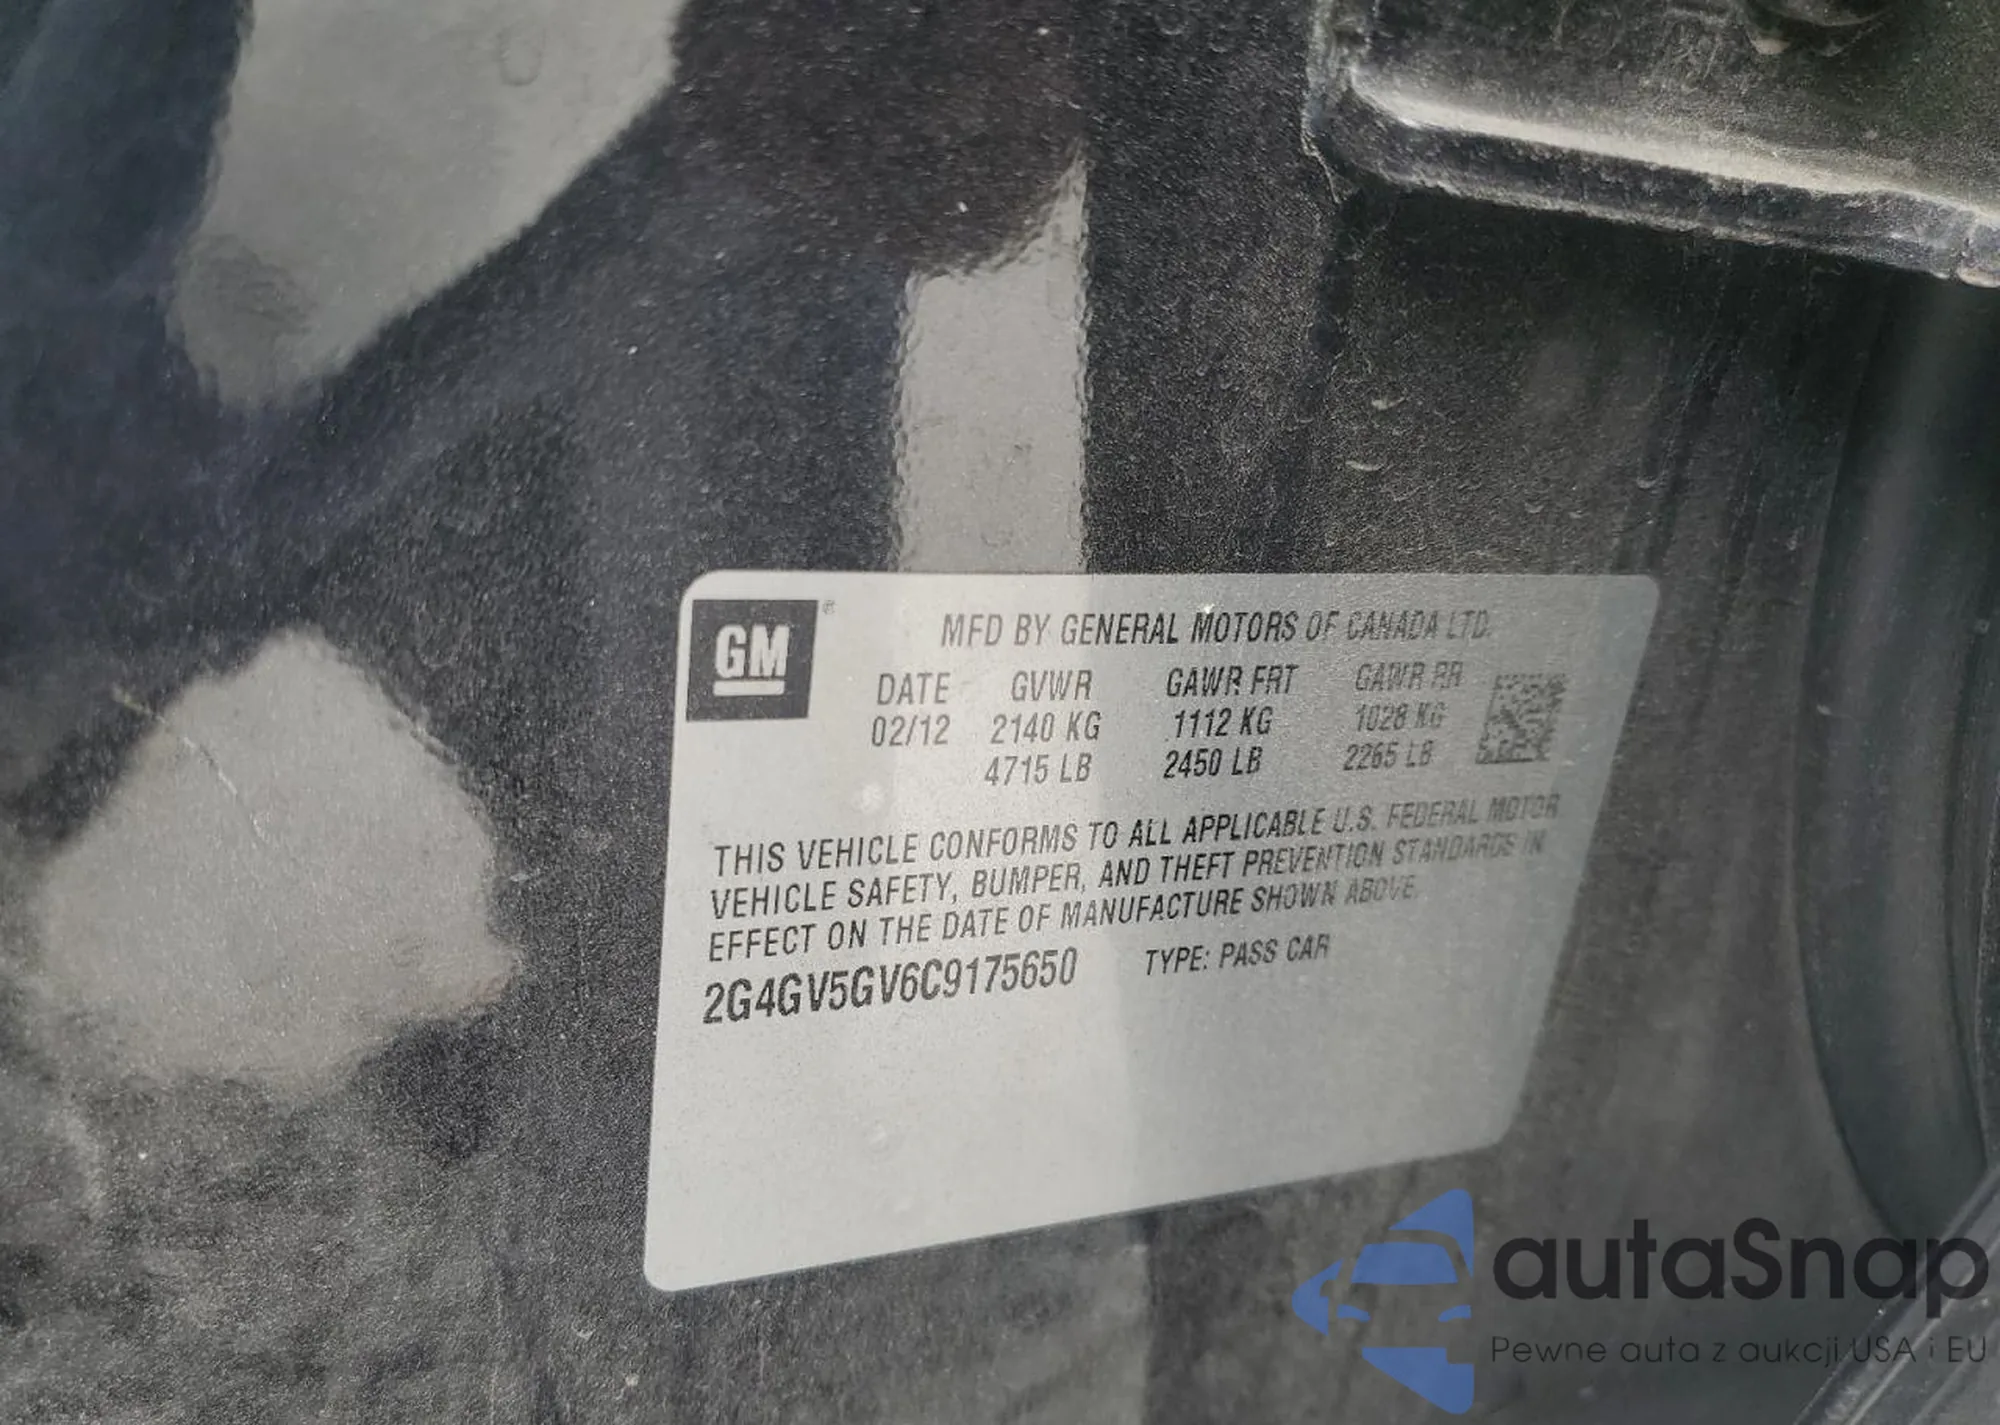 GM ®
MFD BY GENERAL MOTORS OF CANADA LTD.
DATE GVWR GAWR FRT GAWR RR
02/12 2140 KG 1112 KG 1028 KG
4715 LB 2450 LB 2265 LB
THIS VEHICLE CONFORMS TO ALL APPLICABLE U.S. FEDERAL MOTOR
VEHICLE SAFETY, BUMPER, AND THEFT PREVENTION STANDARDS IN
EFFECT ON THE DATE OF MANUFACTURE SHOWN ABOVE.
2G4GV5GV6C9175650 TYPE: PASS CAR
autaSnap
Pewne auta z aukcji USA i EU